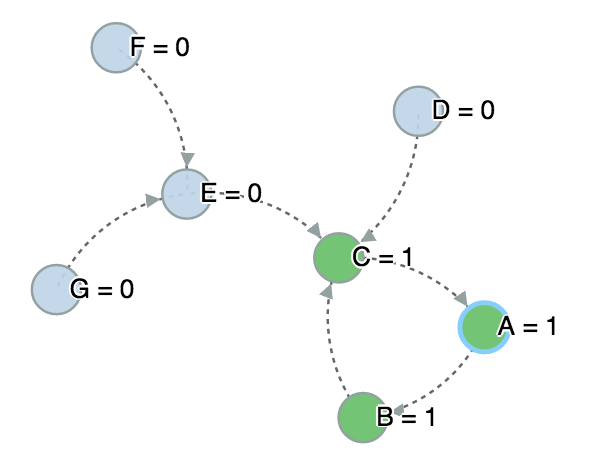 F = 0
D = 0
E = 0
C = 1
G = 0
A = 1
B = 1